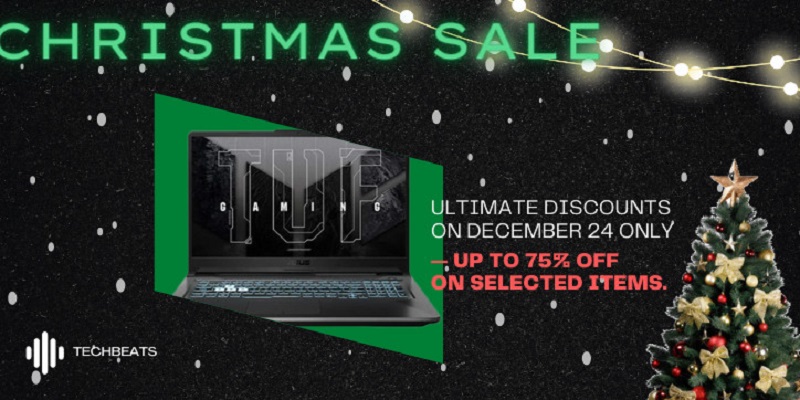 CHRISTMAS SALE
TUF
GAMING
ULTIMATE DISCOUNTS
ON DECEMBER 24 ONLY
— UP TO 75% OFF
ON SELECTED ITEMS.
TECHBEATS